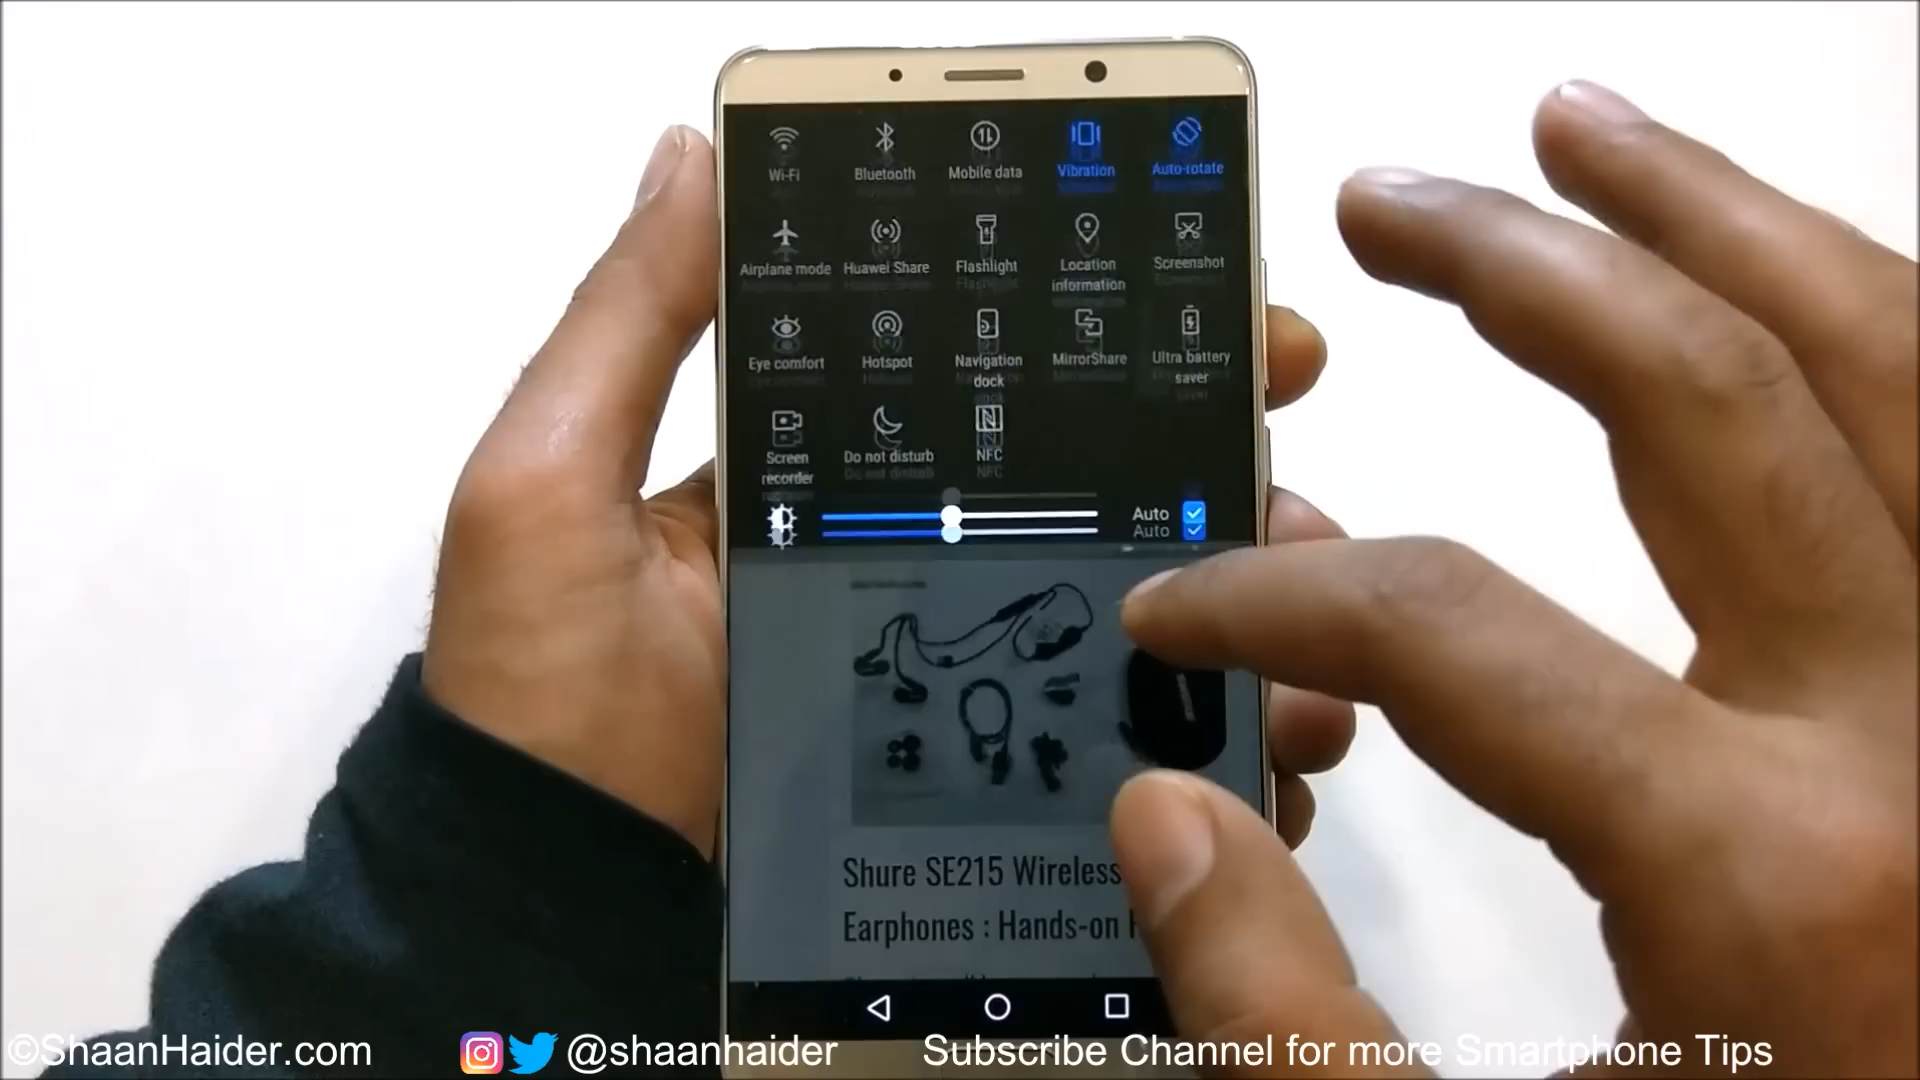 Wi-Fi Bluetooth Mobile data Vibration Auto-rotate
Airplane mode Huawei Share Flashlight Location information Screenshot
Eye comfort Hotspot Navigation dock MirrorShare Ultra battery saver
Screen recorder Do not disturb NFC
Auto
Auto
Shure SE215 Wireless
Earphones : Hands-on
©ShaanHaider.com @shaanhaider Subscribe Channel for more Smartphone Tips